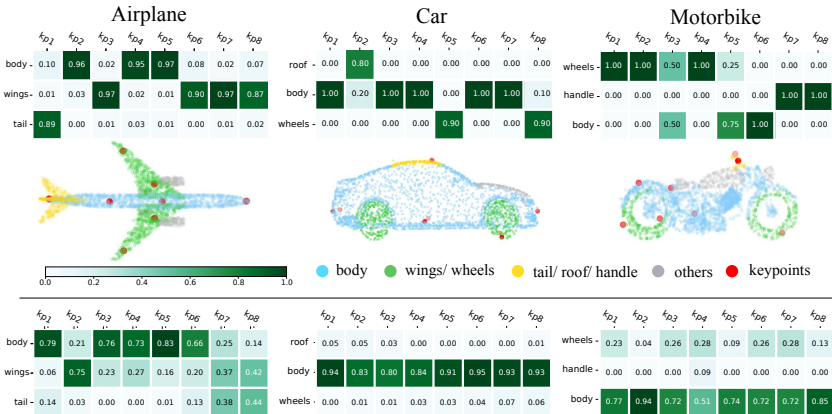 Airplane Car Motorbike
kp1 kp2 kp3 kp4 kp5 kp6 kp7 kp8 kp1 kp2 kp3 kp4 kp5 kp6 kp7 kp8 kp1 kp2 kp3 kp4 kp5 kp6 kp7 kp8
body 0.10 0.96 0.02 0.95 0.97 0.08 0.02 0.07 roof 0.00 0.80 0.00 0.00 0.00 0.00 0.00 0.00 wheels 1.00 1.00 0.50 1.00 0.25 0.00 0.00 0.00
wings 0.01 0.03 0.97 0.02 0.01 0.90 0.97 0.87 body 1.00 0.20 1.00 1.00 0.00 1.00 1.00 0.10 handle 0.00 0.00 0.00 0.00 0.00 0.00 1.00 1.00
tail 0.89 0.00 0.01 0.03 0.01 0.00 0.01 0.02 wheels 0.00 0.00 0.00 0.00 0.90 0.00 0.00 0.90 body 0.00 0.00 0.50 0.00 0.75 1.00 0.00 0.00
0.0 0.2 0.4 0.6 0.8 1.0
body wings/ wheels tail/ roof/ handle others keypoints
kp1 kp2 kp3 kp4 kp5 kp6 kp7 kp8 kp1 kp2 kp3 kp4 kp5 kp6 kp7 kp8 kp1 kp2 kp3 kp4 kp5 kp6 kp7 kp8
body 0.79 0.21 0.76 0.73 0.83 0.66 0.25 0.14 roof 0.05 0.05 0.03 0.00 0.00 0.00 0.00 0.01 wheels 0.23 0.04 0.26 0.28 0.09 0.26 0.28 0.13
wings 0.06 0.75 0.23 0.27 0.16 0.20 0.37 0.42 body 0.94 0.83 0.80 0.84 0.91 0.95 0.93 0.93 handle 0.00 0.00 0.00 0.09 0.00 0.00 0.00 0.00
tail 0.14 0.03 0.00 0.00 0.01 0.13 0.38 0.44 wheels 0.01 0.00 0.01 0.03 0.03 0.04 0.07 0.06 body 0.77 0.94 0.72 0.51 0.74 0.72 0.72 0.85